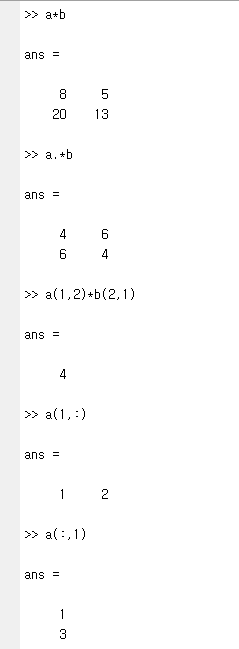 >> a*b
ans =
8 5
20 13
>> a.*b
ans =
4 6
6 4
>> a(1,2)*b(2,1)
ans =
4
>> a(1,:)
ans =
1 2
>> a(:,1)
ans =
1
3